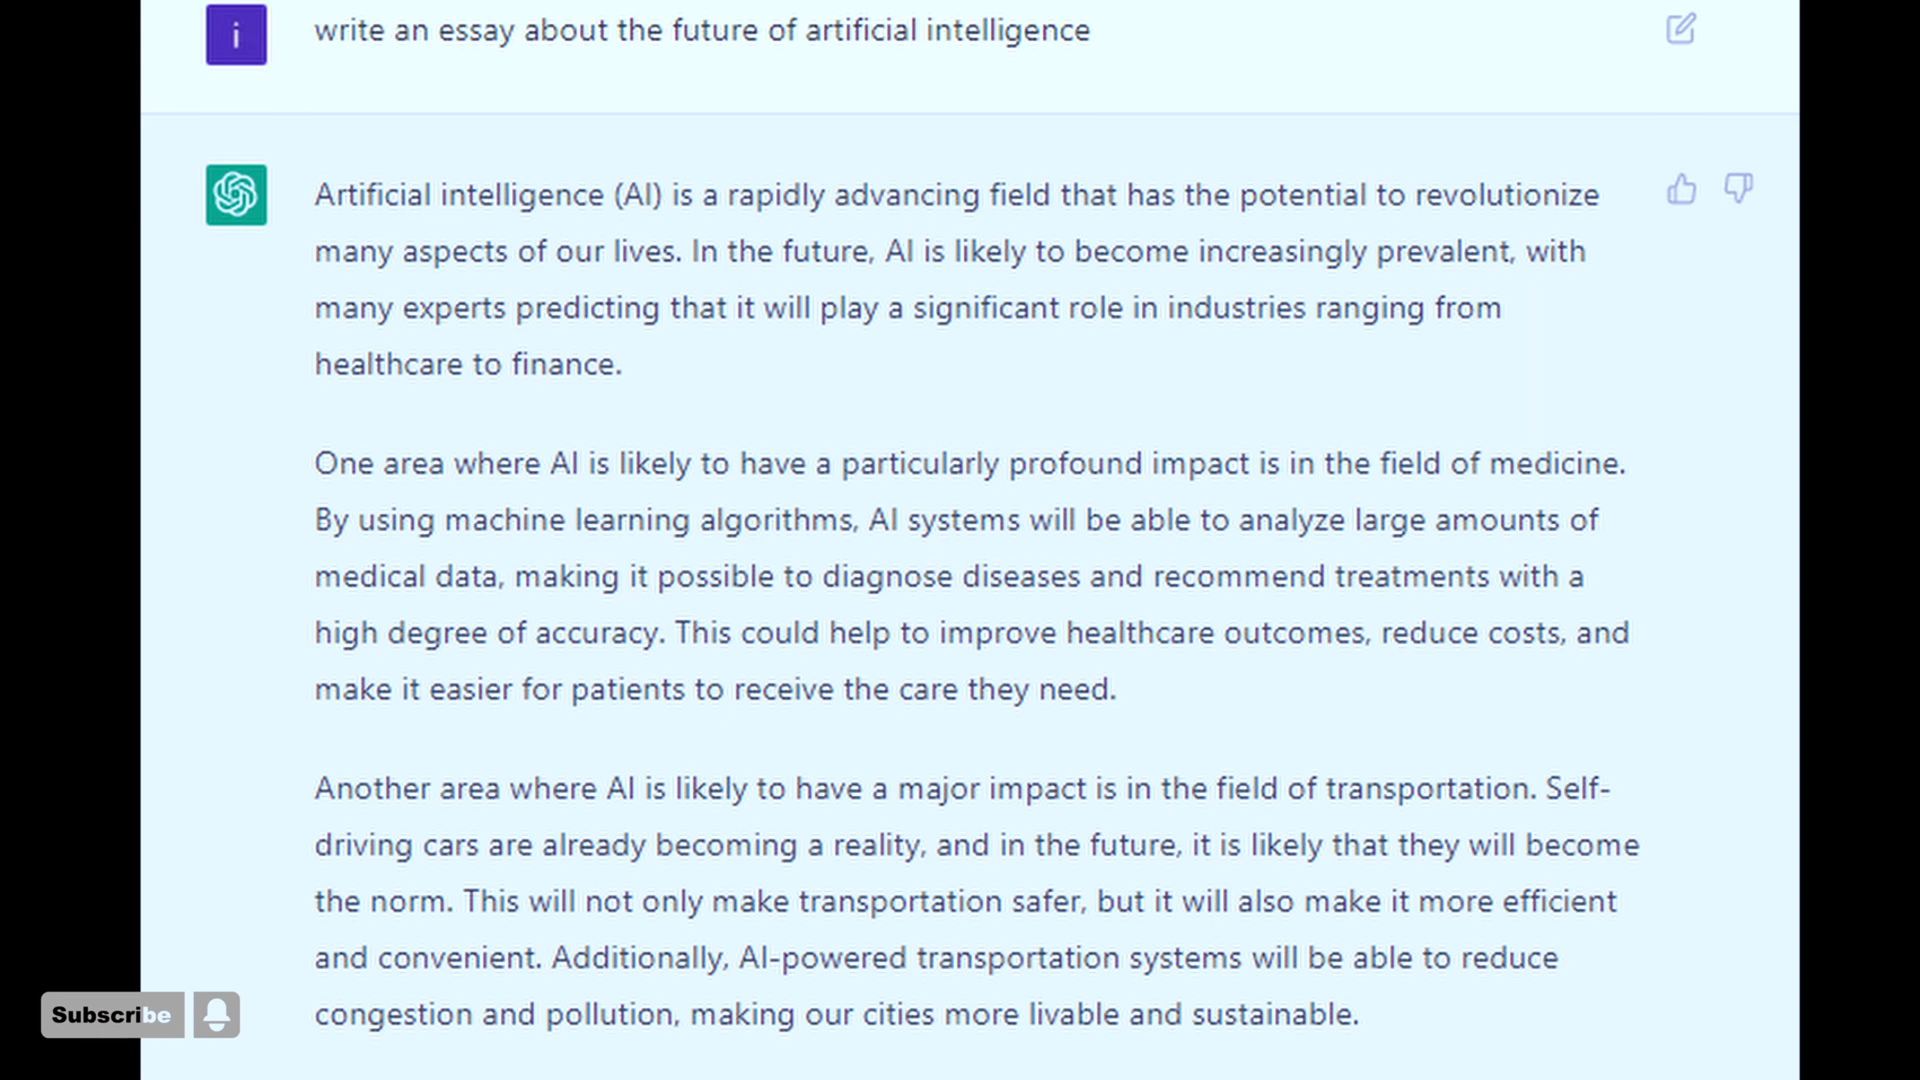 i
write an essay about the future of artificial intelligence
Artificial intelligence (AI) is a rapidly advancing field that has the potential to revolutionize
many aspects of our lives. In the future, AI is likely to become increasingly prevalent, with
many experts predicting that it will play a significant role in industries ranging from
healthcare to finance.
One area where AI is likely to have a particularly profound impact is in the field of medicine.
By using machine learning algorithms, AI systems will be able to analyze large amounts of
medical data, making it possible to diagnose diseases and recommend treatments with a
high degree of accuracy. This could help to improve healthcare outcomes, reduce costs, and
make it easier for patients to receive the care they need.
Another area where AI is likely to have a major impact is in the field of transportation. Self-
driving cars are already becoming a reality, and in the future, it is likely that they will become
the norm. This will not only make transportation safer, but it will also make it more efficient
and convenient. Additionally, AI-powered transportation systems will be able to reduce
congestion and pollution, making our cities more livable and sustainable.
Subscribe